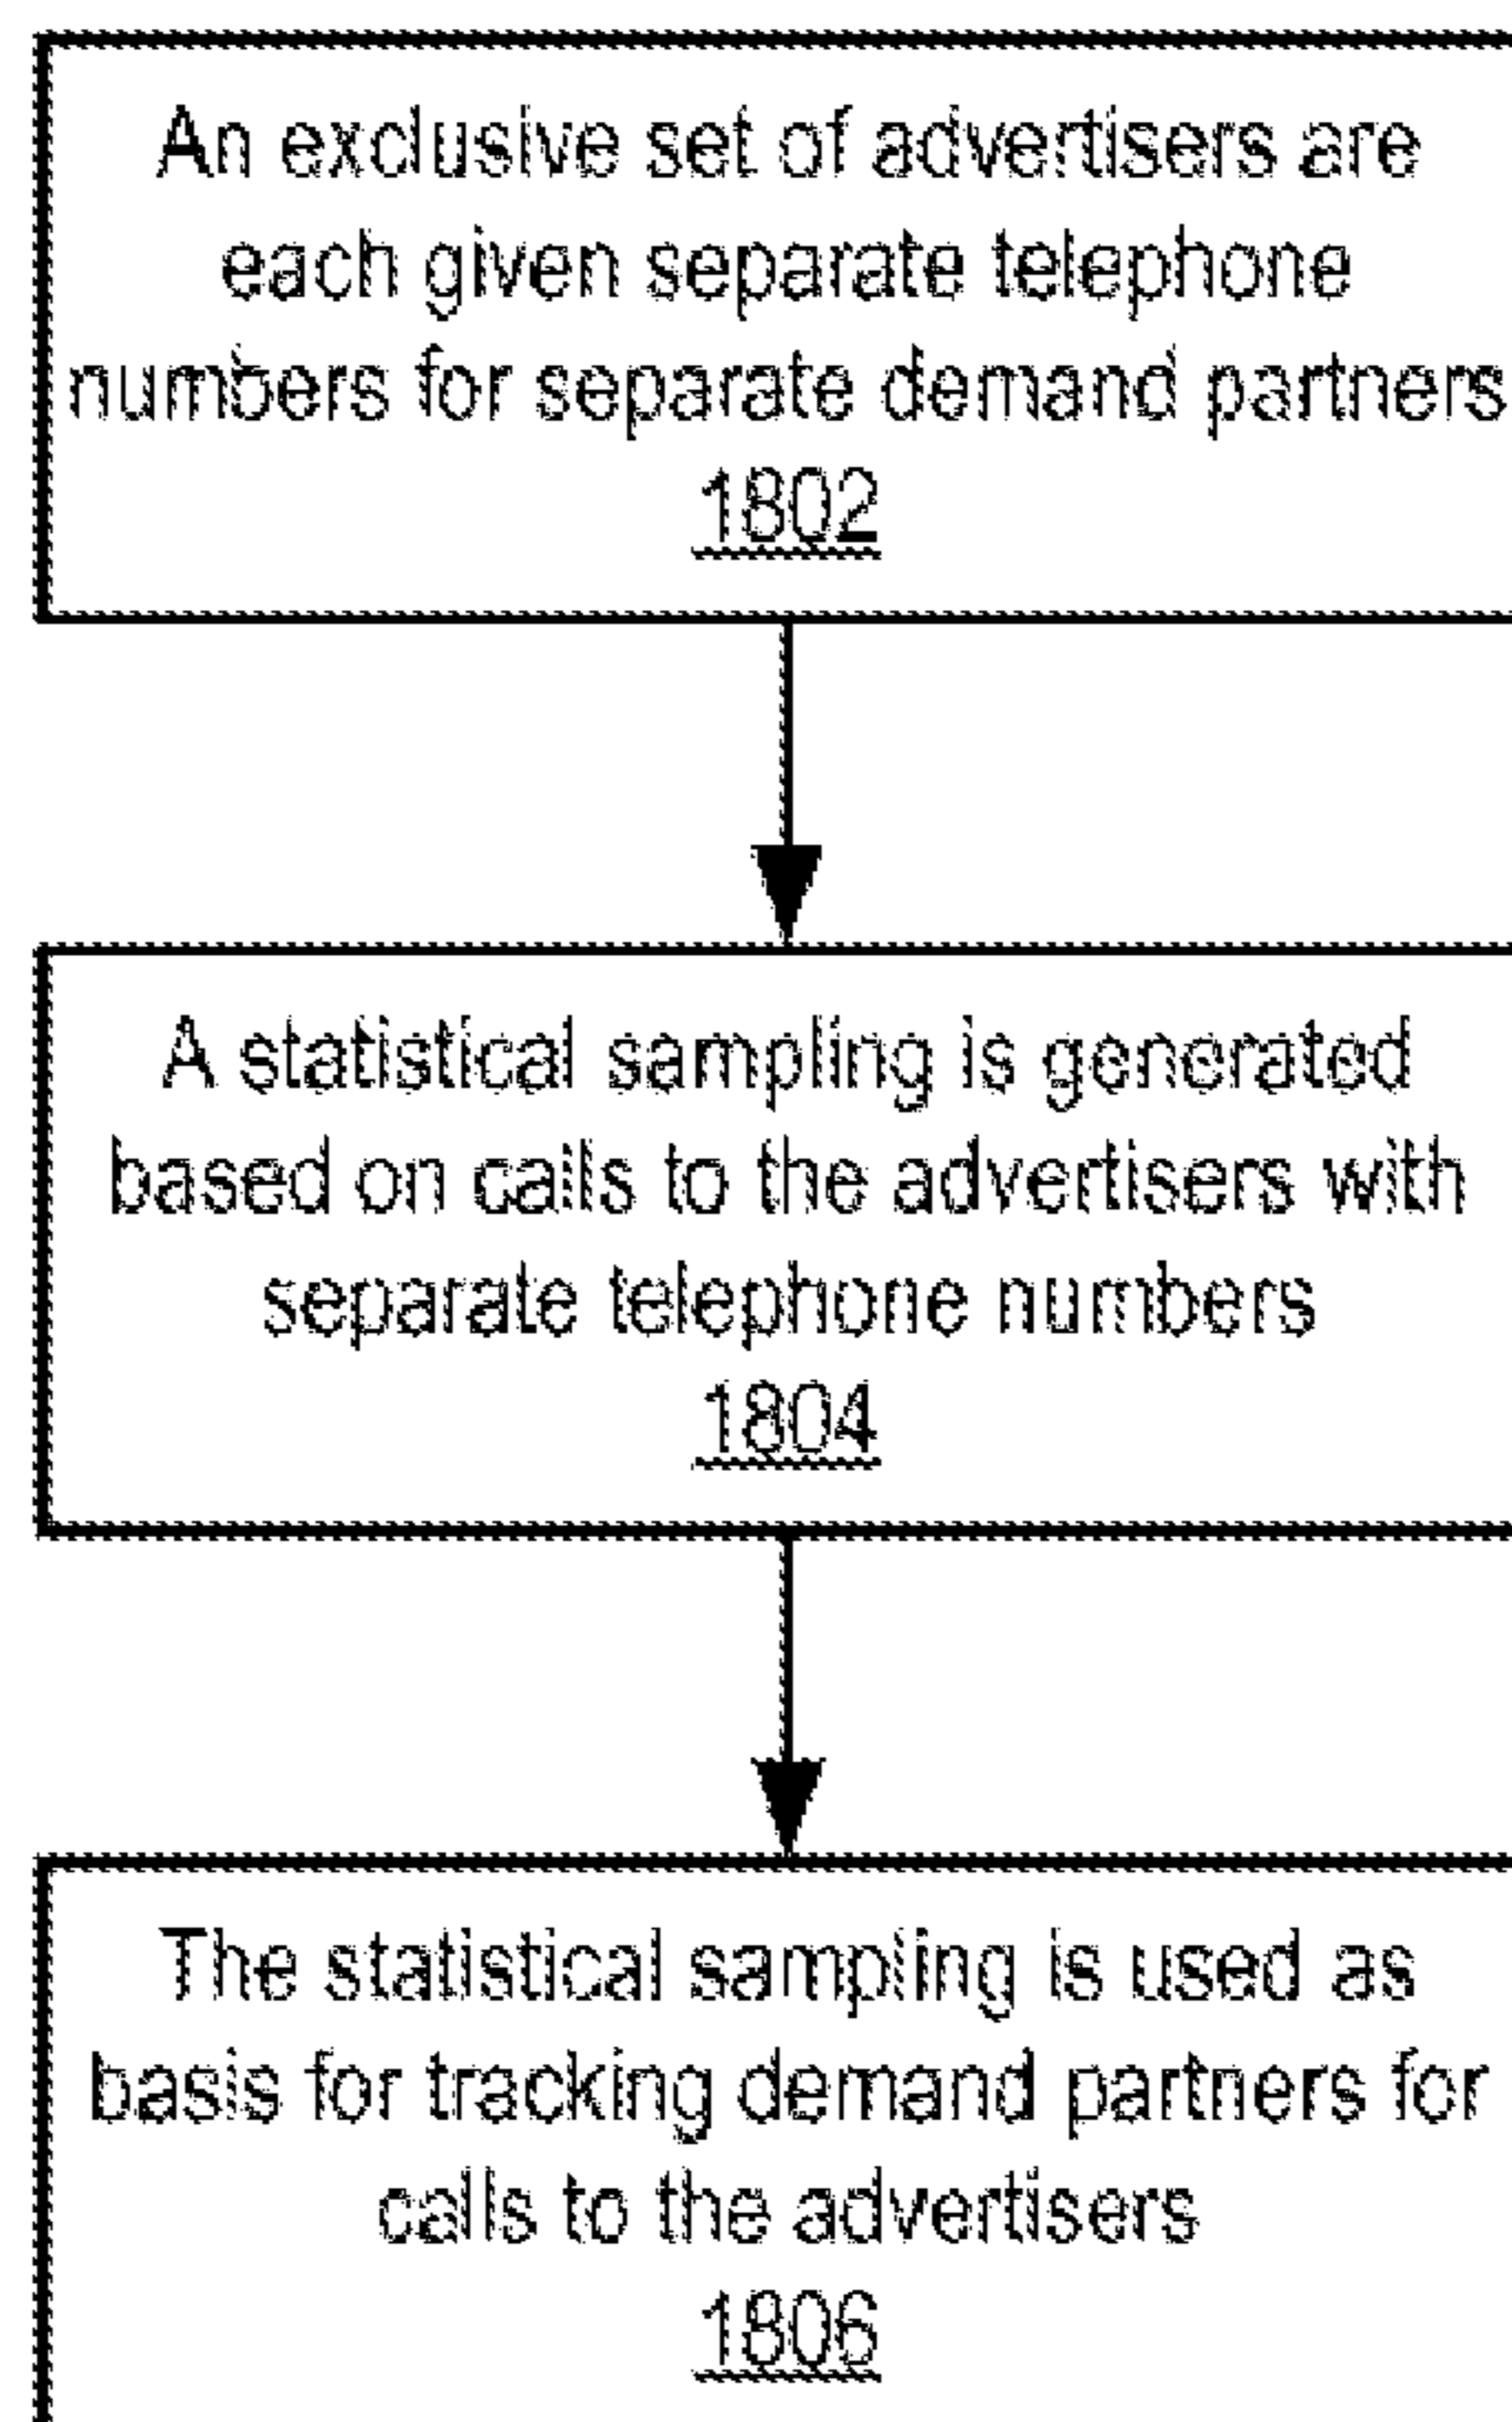 An exclusive set of advertisers are
each given separate telephone
numbers for separate demand partners
1802
A statistical sampling is generated
based on calls to the advertisers with
separate telephone numbers
1804
The statistical sampling is used as
basis for tracking demand partners for
calls to the advertisers
1806